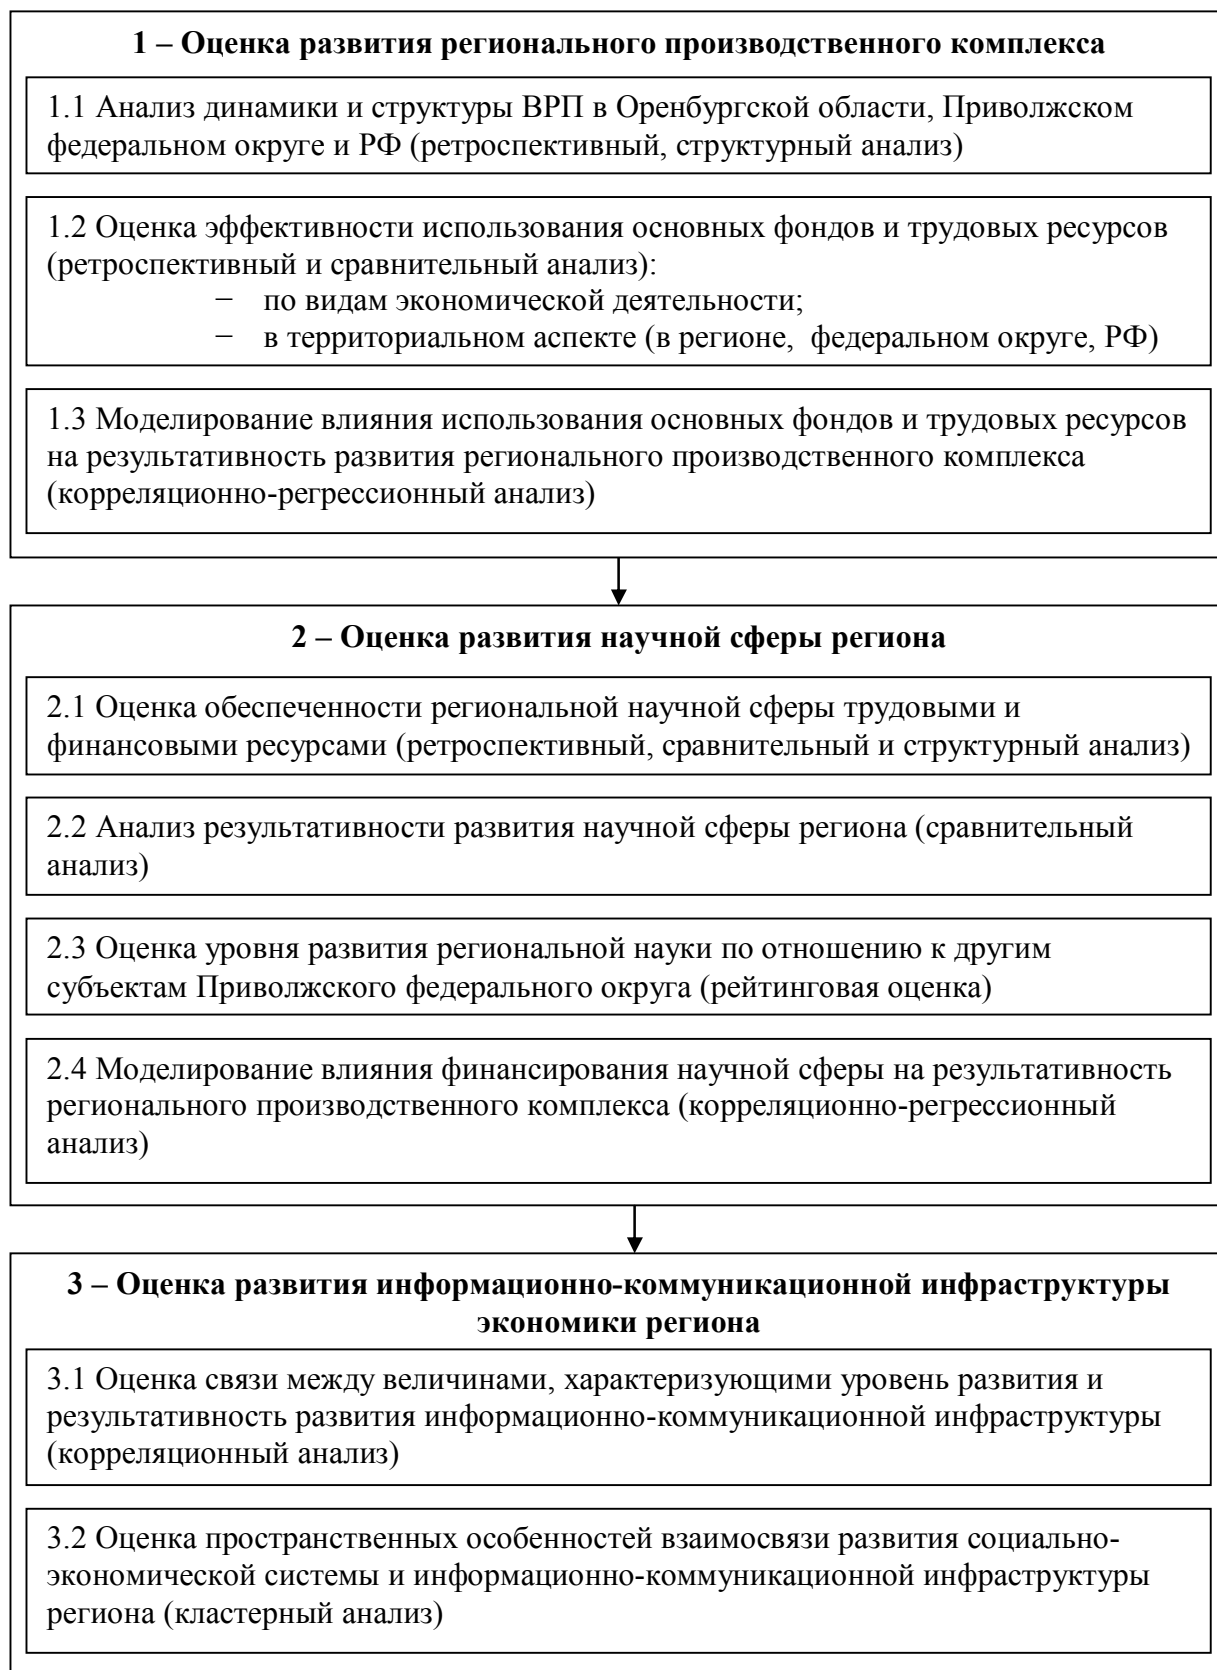 1 – Оценка развития регионального производственного комплекса
1.1 Анализ динамики и структуры ВРП в Оренбургской области, Приволжском
федеральном округе и РФ (ретроспективный, структурный анализ)
1.2 Оценка эффективности использования основных фондов и трудовых ресурсов
(ретроспективный и сравнительный анализ):
− по видам экономической деятельности;
− в территориальном аспекте (в регионе, федеральном округе, РФ)
1.3 Моделирование влияния использования основных фондов и трудовых ресурсов
на результативность развития регионального производственного комплекса
(корреляционно-регрессионный анализ)
2 – Оценка развития научной сферы региона
2.1 Оценка обеспеченности региональной научной сферы трудовыми и
финансовыми ресурсами (ретроспективный, сравнительный и структурный анализ)
2.2 Анализ результативности развития научной сферы региона (сравнительный
анализ)
2.3 Оценка уровня развития региональной науки по отношению к другим
субъектам Приволжского федерального округа (рейтинговая оценка)
2.4 Моделирование влияния финансирования научной сферы на результативность
регионального производственного комплекса (корреляционно-регрессионный
анализ)
3 – Оценка развития информационно-коммуникационной инфраструктуры
экономики региона
3.1 Оценка связи между величинами, характеризующими уровень развития и
результативность развития информационно-коммуникационной инфраструктуры
(корреляционный анализ)
3.2 Оценка пространственных особенностей взаимосвязи развития социально-
экономической системы и информационно-коммуникационной инфраструктуры
региона (кластерный анализ)